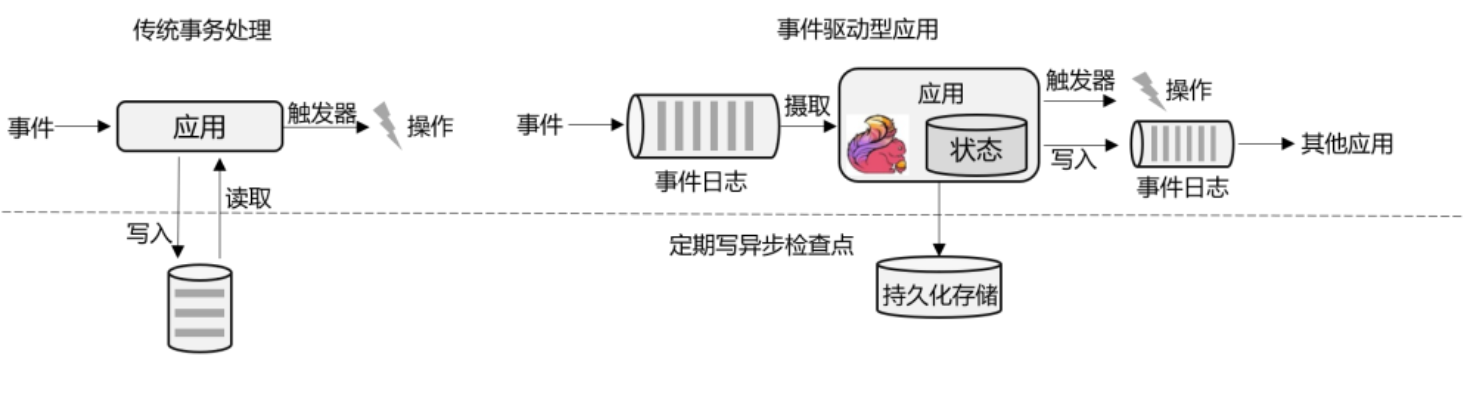 传统事务处理
事件
应用
触发器
操作
写入
读取
事件驱动型应用
事件
事件日志
摄取
应用
状态
触发器
操作
写入
事件日志
其他应用
定期写异步检查点
持久化存储